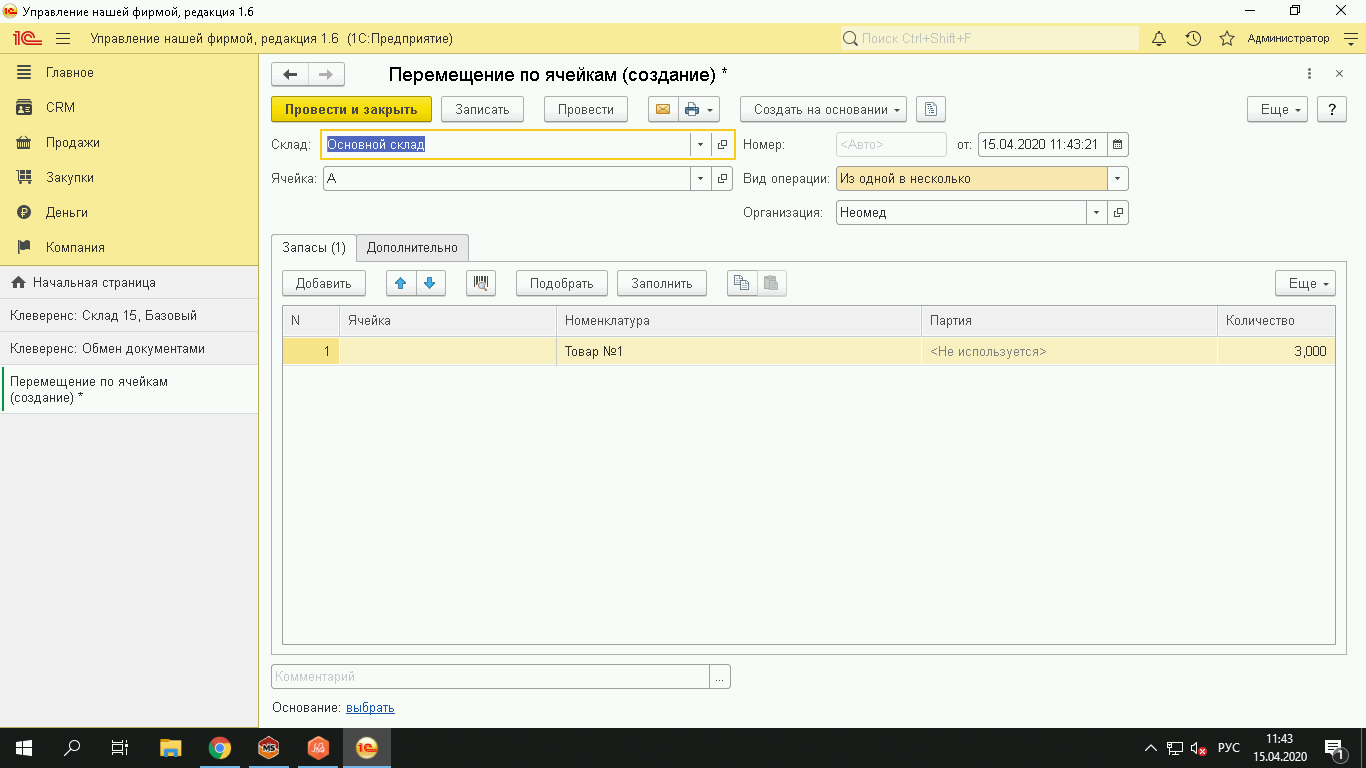 Управление нашей фирмой, редакция 1.6
1С Управление нашей фирмой, редакция 1.6 (1С:Предприятие) Поиск Ctrl+Shift+F Администратор
Главное
CRM
Продажи
Закупки
Деньги
Компания
Начальная страница
Клеверенс: Склад 15, Базовый
Клеверенс: Обмен документами
Перемещение по ячейкам
(создание) *
Перемещение по ячейкам (создание) *
Провести и закрыть Записать Провести Создать на основании Еще ?
Склад: Основной склад Номер: <Авто> от: 15.04.2020 11:43:21
Ячейка: А Вид операции: Из одной в несколько
Организация: Неомед
Запасы (1) Дополнительно
Добавить Подобрать Заполнить Еще
N Ячейка Номенклатура Партия Количество
1 Товар №1 <Не используется> 3,000
Комментарий ...
Основание: выбрать
MS 1С РУС 11:43
15.04.2020 1